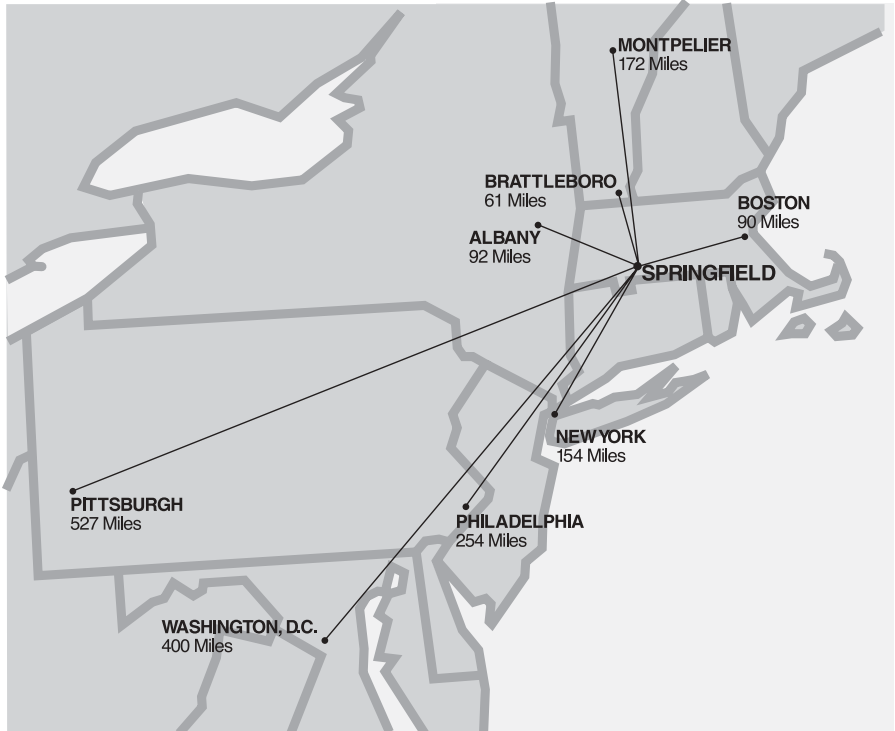 MONTPELIER
172 Miles
BRATTLEBORO
61 Miles
BOSTON
90 Miles
ALBANY
92 Miles
SPRINGFIELD
NEW YORK
154 Miles
PITTSBURGH
527 Miles
PHILADELPHIA
254 Miles
WASHINGTON, D.C.
400 Miles